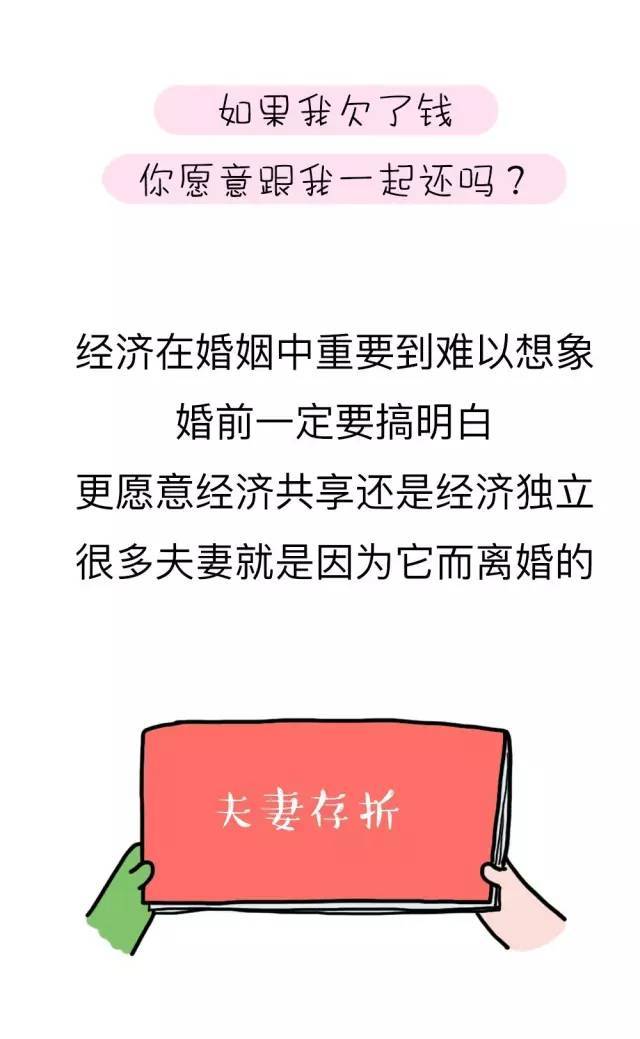 如果我欠了钱
你愿意跟我一起还吗？
经济在婚姻中重要到难以想象
婚前一定要搞明白
更愿意经济共享还是经济独立
很多夫妻就是因为它而离婚的
夫妻存折